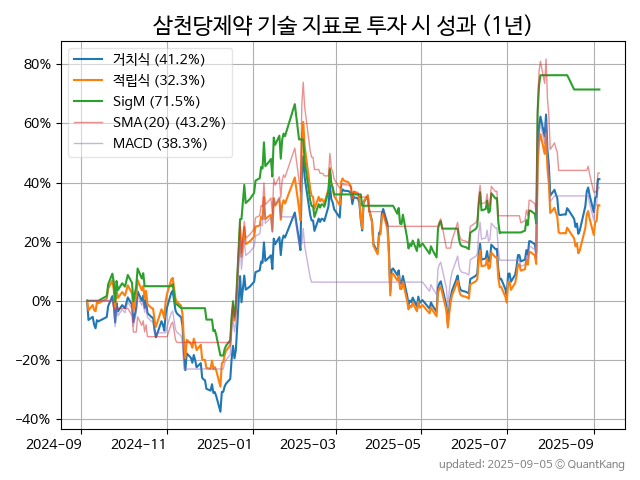 삼천당제약 기술 지표로 투자 시 성과 (1년)
거치식 (41.2%)
적립식 (32.3%)
SigM (71.5%)
SMA(20) (43.2%)
MACD (38.3%)
80%
60%
40%
20%
0%
−20%
−40%
2024-09
2024-11
2025-01
2025-03
2025-05
2025-07
2025-09
updated: 2025-09-05 © QuantKang